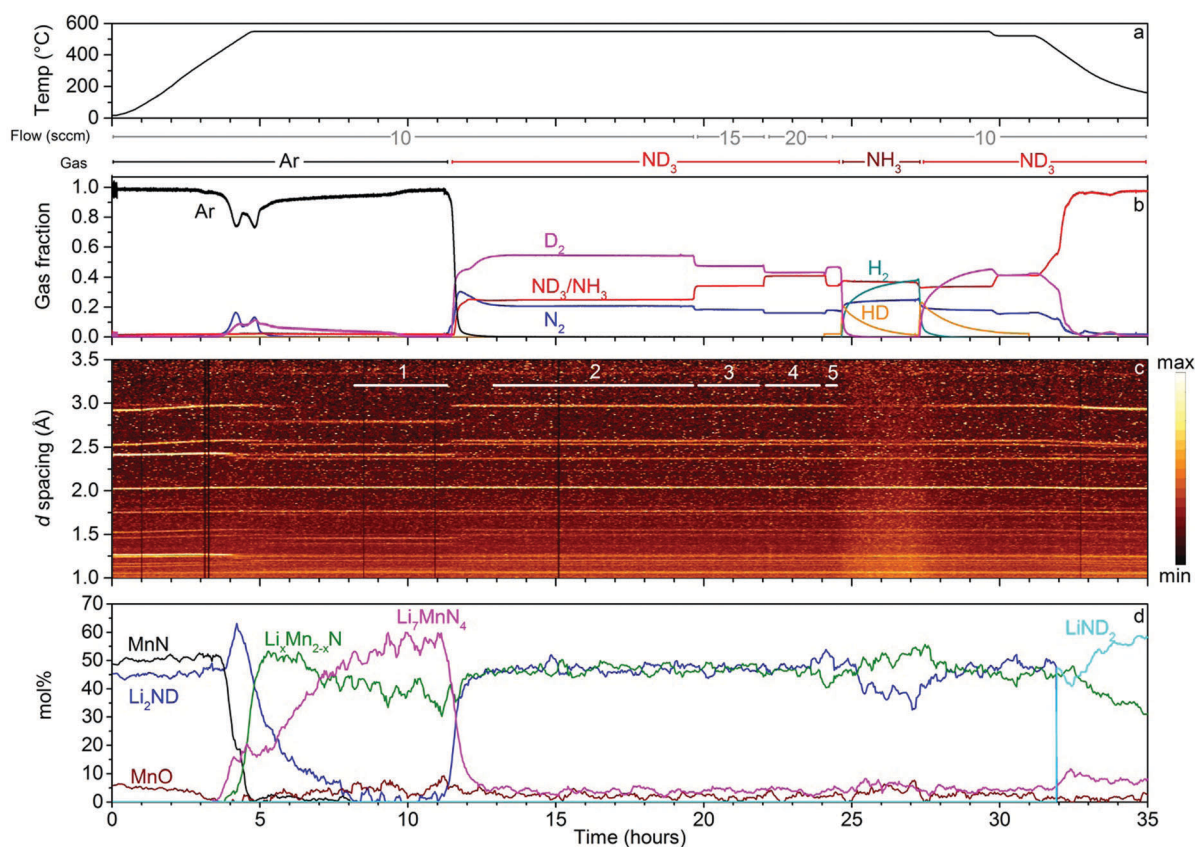 600
a
Temp (°C)
400
200
0
Flow (sccm)
10
15
20
10
Gas
Ar
ND3
NH3
ND3
1.0
Ar
b
Gas fraction
0.8
0.6
D2
H2
0.4
ND3/NH3
0.2
N2
HD
0.0
3.5
1
2
3
4
5
c
max
3.0
d spacing (Å)
2.5
2.0
1.5
1.0
min
70
60
MnN
LixMn2-xN
Li7MnN4
LiND2
d
50
mol%
40
Li2ND
30
20
10
MnO
0
0
5
10
15
20
25
30
35
Time (hours)